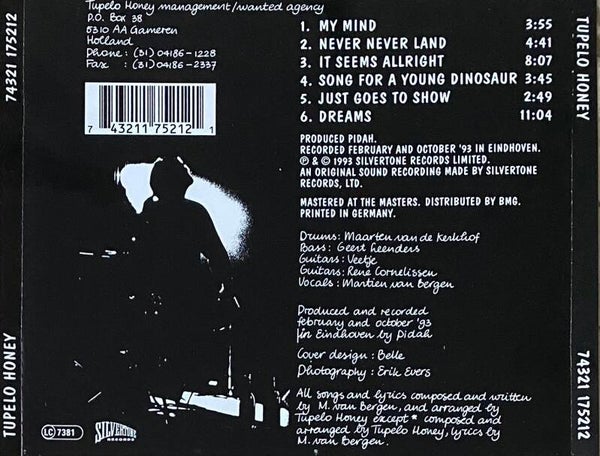 Tupelo Honey management/wanted agency
P.O. Box 38
5310 AA Gameren
Holland
Phone : (31) 04186-1228
Fax : (31) 04186-2337
7 43211 75212 1
1. MY MIND 3:55
2. NEVER NEVER LAND 4:41
3. IT SEEMS ALLRIGHT 8:07
4. SONG FOR A YOUNG DINOSAUR 3:45
5. JUST GOES TO SHOW 2:49
6. DREAMS 11:04
PRODUCED PIDAH.
RECORDED FEBRUARY AND OCTOBER '93 IN EINDHOVEN.
℗ & © 1993 SILVERTONE RECORDS LIMITED.
AN ORIGINAL SOUND RECORDING MADE BY SILVERTONE
RECORDS, LTD.
MASTERED AT THE MASTERS. DISTRIBUTED BY BMG.
PRINTED IN GERMANY.
Drums: Maarten van de Kerkhof
Bass: Geert Leenders
Guitars: Veetje
Guitars: René Cornelissen
Vocals: Martien van Bergen
Produced and recorded
february and october '93
in Eindhoven by Pidah
Cover design : Belle
Photography : Erik Evers
All songs and lyrics composed and written
by M. van Bergen, and arranged by
Tupelo Honey except* composed and
arranged by Tupelo Honey, lyrics by
M. van Bergen.
LC 7381
SILVERTONE
RECORDS
TUPELO HONEY
74321 175212
TUPELO HONEY
74321 175212